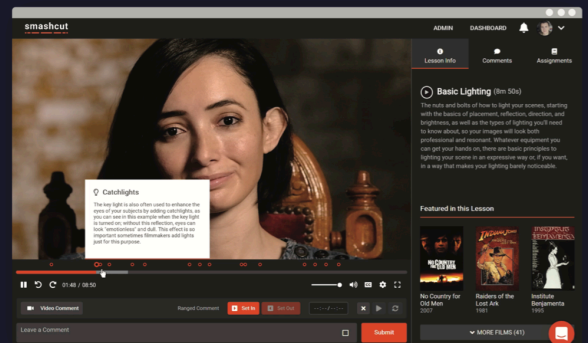 smashcut
ADMIN
DASHBOARD
Lesson Info
Comments
Assignments
Basic Lighting (8m 50s)
The nuts and bolts of how to light your scenes, starting
with the basics of placement, reflection, direction, and
brightness, as well as the types of lighting you'll need
to know about, so your images will look both
professional and resonant. Whatever equipment you
can get your hands on, there are basic principles to
lighting your scene in an expressive way or, if you want,
in a way that makes your lighting barely noticeable.
Catchlights
The key light is also often used to enhance the
eyes of your subjects by adding catchlights, as
you can see in this example when the key light
is turned on; without this reflection, eyes can
look "emotionless" and dull. This effect is so
important sometimes filmmakers add lights
just for this purpose.
Featured in this Lesson
NO COUNTRY
FOR
OLD MEN
INDIANA JONES
No Country for
Old Men
2007
Raiders of the
Lost Ark
1981
Institute
Benjamenta
1995
MORE FILMS (41)
01:48 / 08:50
CC
Video Comment
Ranged Comment
Set In
Set Out
--:--/--:--
Leave a Comment
Submit